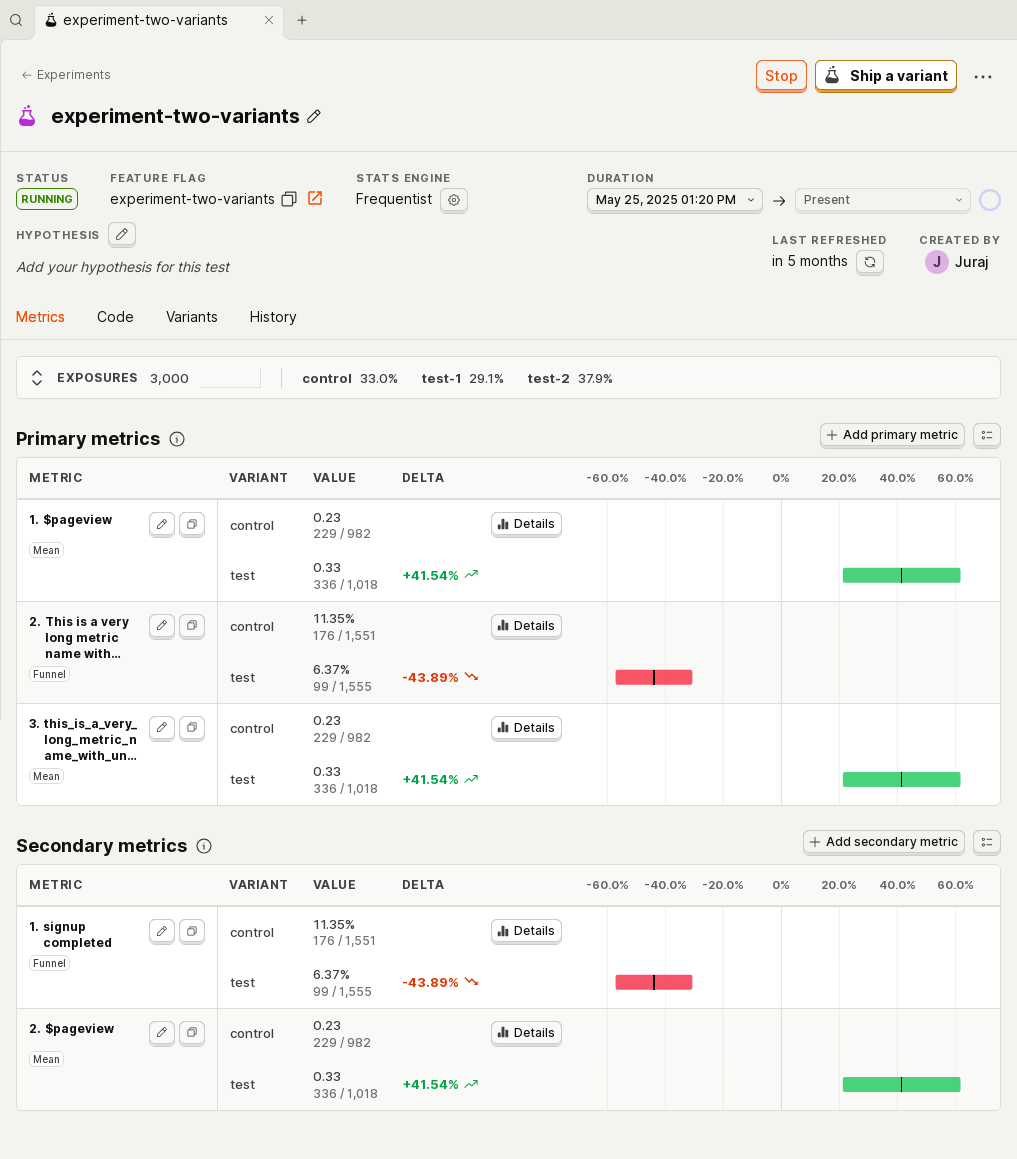 experiment-two-variants
Experiments
Stop
Ship a variant
experiment-two-variants
STATUS
FEATURE FLAG
STATS ENGINE
DURATION
RUNNING
experiment-two-variants
Frequentist
May 25, 2025 01:20 PM
Present
HYPOTHESIS
LAST REFRESHED
CREATED BY
in 5 months
J
Juraj
Add your hypothesis for this test
Metrics
Code
Variants
History
EXPOSURES 3,000
control 33.0% test-1 29.1% test-2 37.9%
Primary metrics
Add primary metric
METRIC VARIANT VALUE DELTA -60.0% -40.0% -20.0% 0% 20.0% 40.0% 60.0%
1. $pageview
Mean
control
0.23
229 / 982
Details
test
0.33
336 / 1,018
+41.54%
2. This is a very
long metric
name with…
Funnel
control
11.35%
176 / 1,551
Details
test
6.37%
99 / 1,555
-43.89%
3. this_is_a_very_
long_metric_n
ame_with_un…
Mean
control
0.23
229 / 982
Details
test
0.33
336 / 1,018
+41.54%
Secondary metrics
Add secondary metric
METRIC VARIANT VALUE DELTA -60.0% -40.0% -20.0% 0% 20.0% 40.0% 60.0%
1. signup
completed
Funnel
control
11.35%
176 / 1,551
Details
test
6.37%
99 / 1,555
-43.89%
2. $pageview
Mean
control
0.23
229 / 982
Details
test
0.33
336 / 1,018
+41.54%